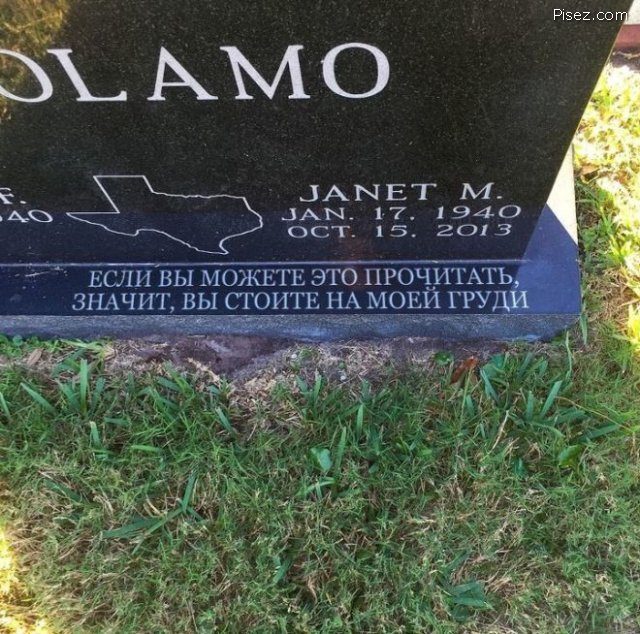 Pisez.com
OLAMO
F.
JANET M.
JAN. 17, 1940
OCT. 15, 2013
ЕСЛИ ВЫ МОЖЕТЕ ЭТО ПРОЧИТАТЬ,
ЗНАЧИТ, ВЫ СТОИТЕ НА МОЕЙ ГРУДИ